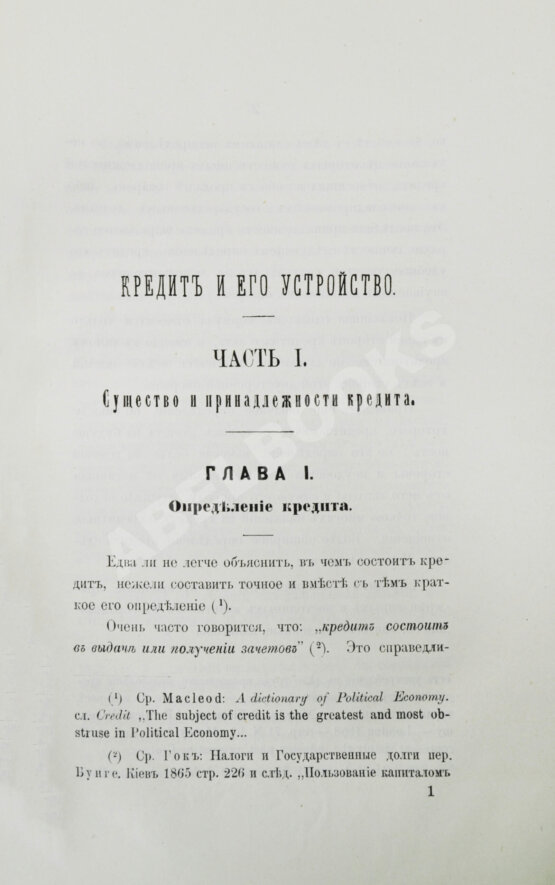 КРЕДИТЪ И ЕГО УСТРОЙСТВО.
ЧАСТЬ I.
Существо и принадлежности кредита.
ГЛАВА I.
Опредѣленіе кредита.
Едва ли не легче объяснить, въ чемъ состоитъ кре-
дитъ, нежели составить точное и вмѣстѣ съ тѣмъ крат-
кое его опредѣленіе (¹).
Очень часто говорится, что: „кредитъ состоитъ
въ выдачѣ или полученіи зачетовъ" (²). Это справедли-
(¹) Ср. Macleod: A dictionary of Political Economy.
сл. Credit „The subject of credit is the greatest and most ob-
struse in Political Economy...
(²) Ср. Гокъ: Налоги и Государственные долги пер.
Бунге. Кіевъ 1865 стр. 226 и слѣд. „Пользованіе капиталомъ
1
ABELBOOKS